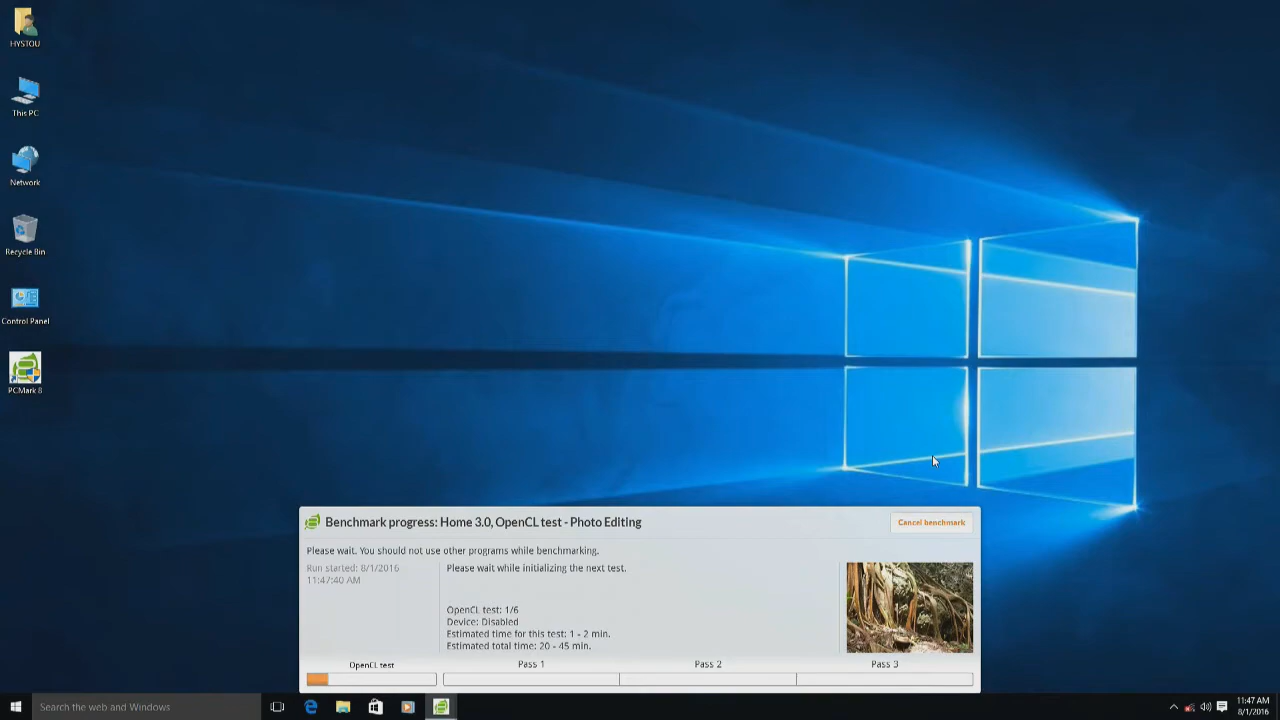 HYSTOU
This PC
Network
Recycle Bin
Control Panel
PCMark 8
Benchmark progress: Home 3.0, OpenCL test - Photo Editing
Cancel benchmark
Please wait. You should not use other programs while benchmarking.
Run started: 8/1/2016
11:47:40 AM
Please wait while initializing the next test.
OpenCL test: 1/6
Device: Disabled
Estimated time for this test: 1 - 2 min.
Estimated total time: 20 - 45 min.
OpenCL test
Pass 1
Pass 2
Pass 3
Search the web and Windows
11:47 AM
8/1/2016